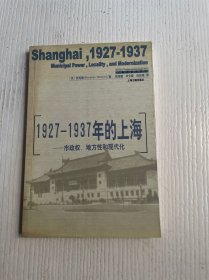 Shanghai ,1927-1937
Municipal Power , Locality , and Modernization
1927-1937年的上海
——市政权、地方性和现代化